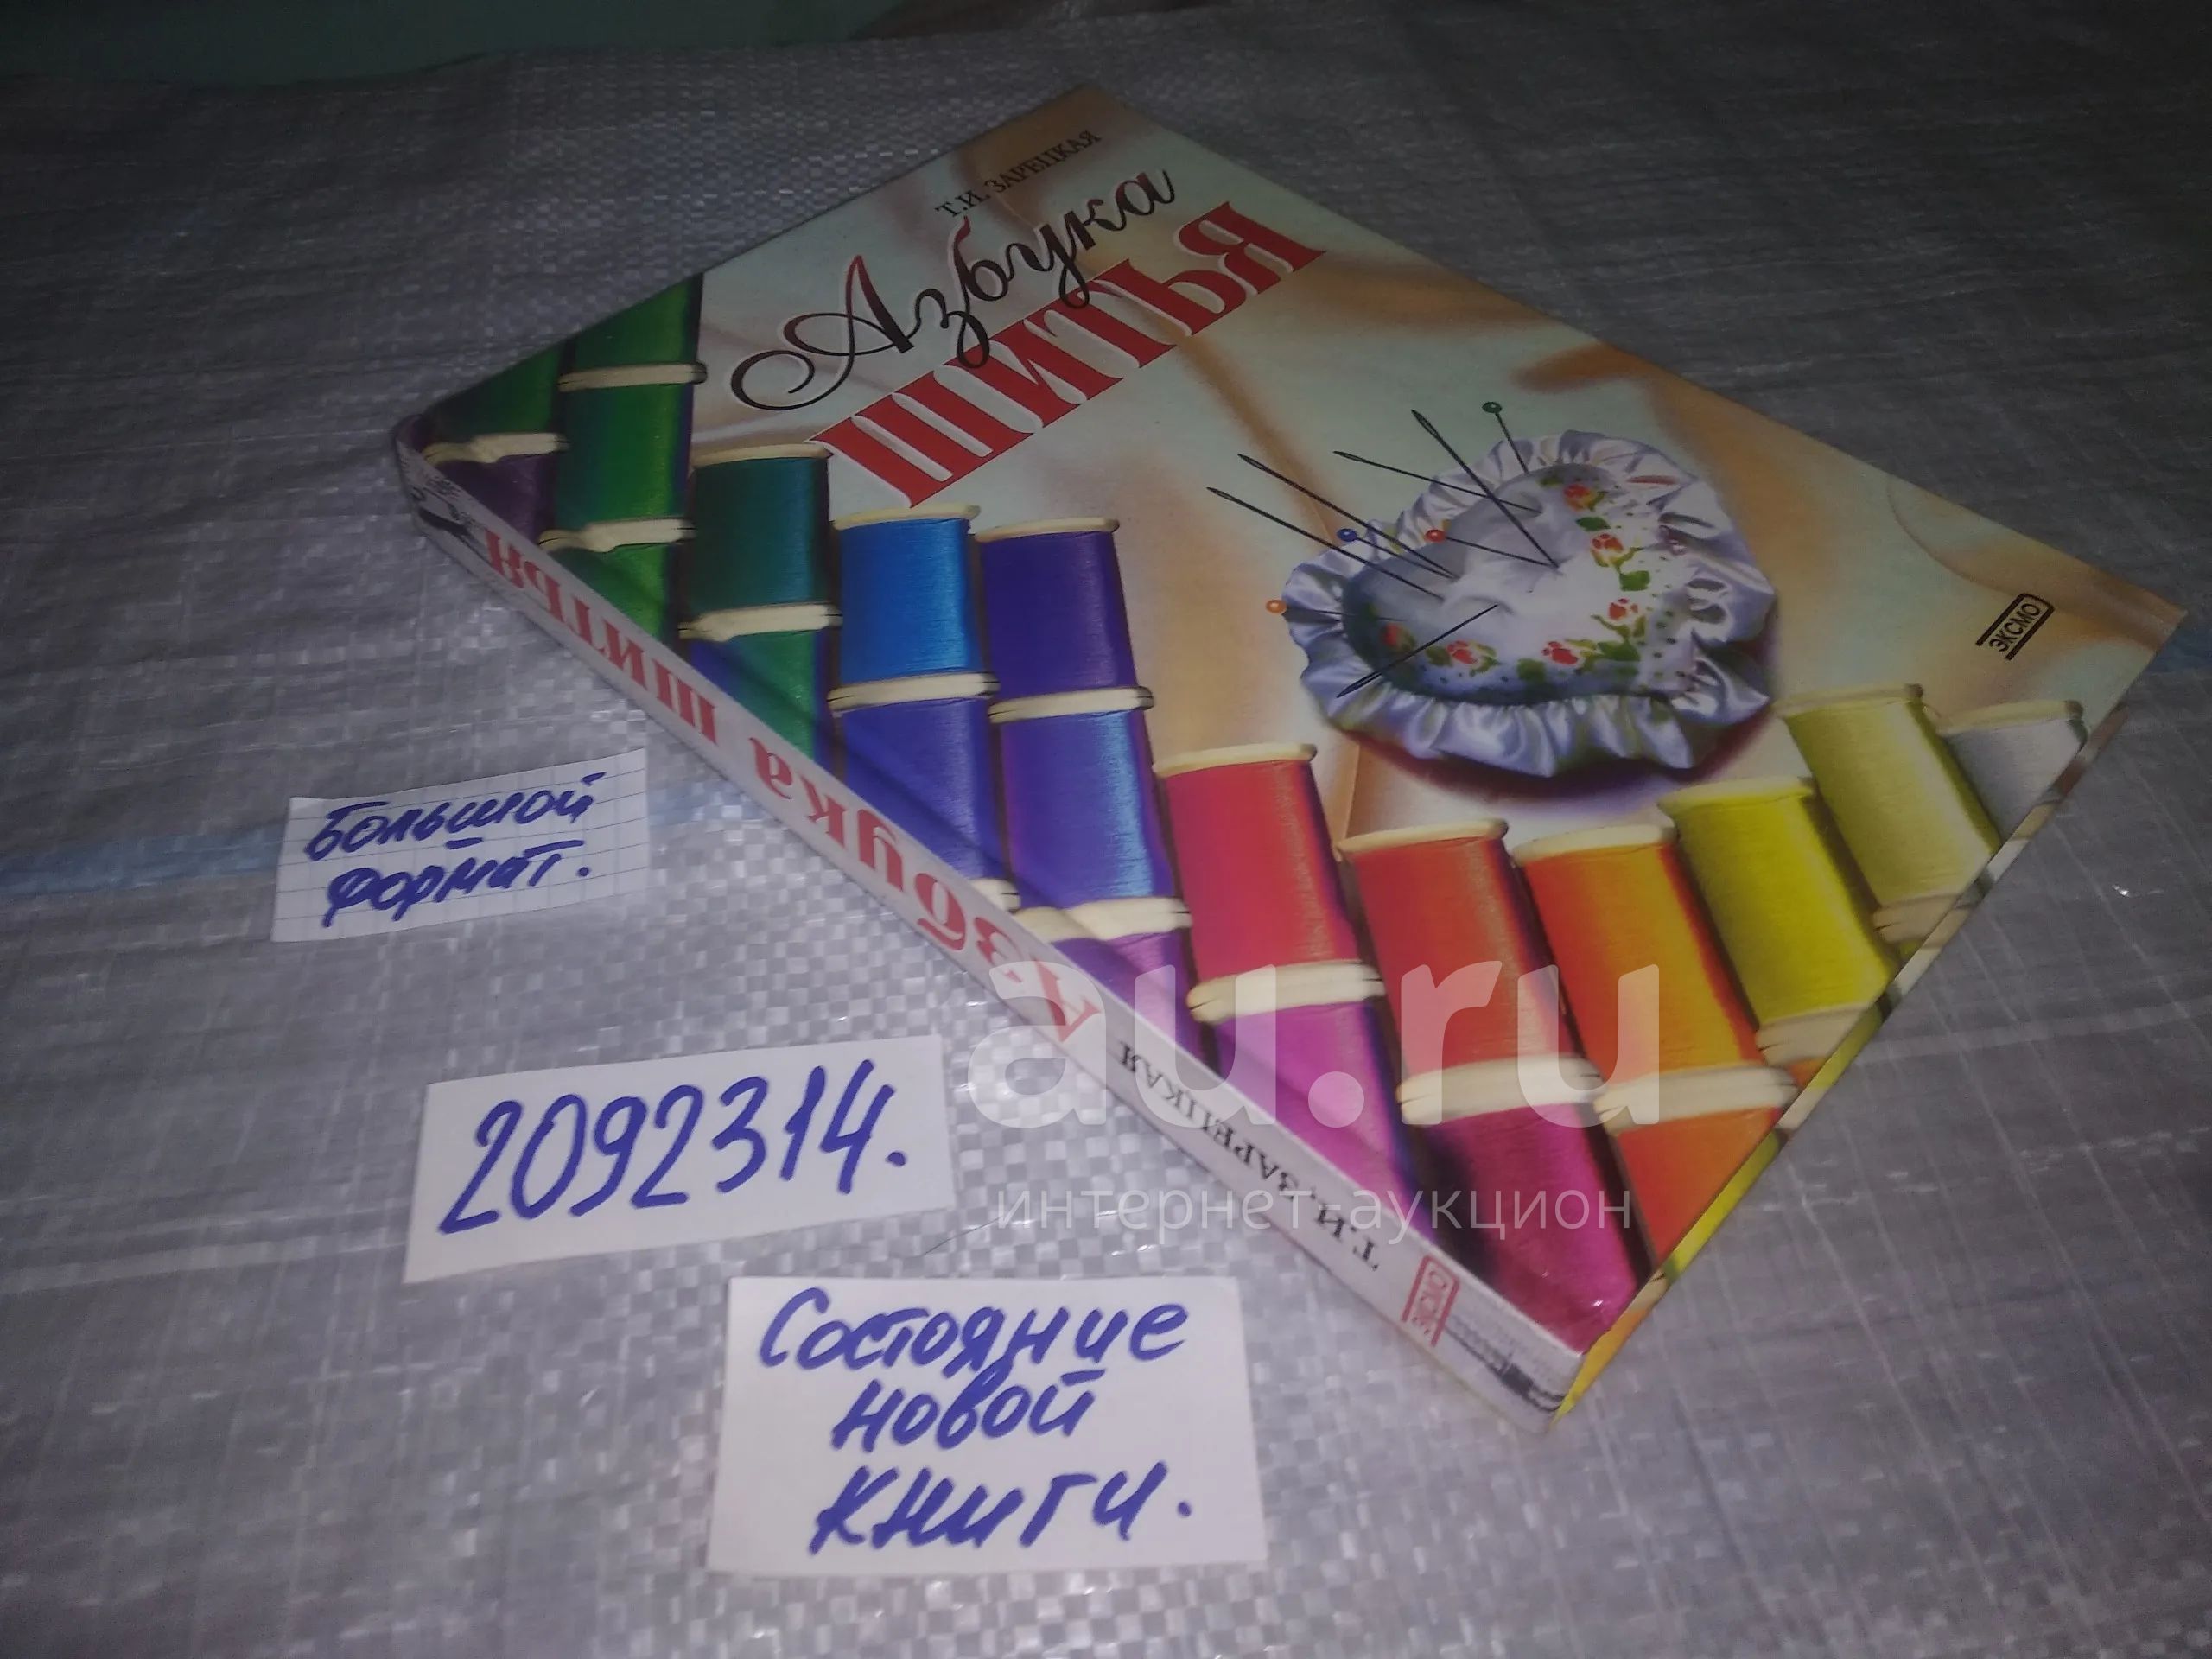 Т.И. ЗАРЕЦКАЯ
Азбука
ШИТЬЯ
ЭКСМО
Т.И.ЗАРЕЦКАЯ Азбука ШИТЬЯ
ЭКСМО
Большой
формат.
2092314.
Состояние
новой
книги.
au.ru
интернет-аукцион